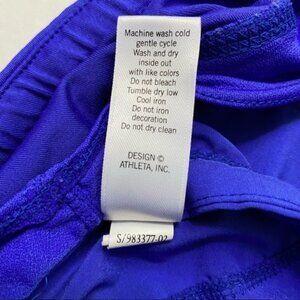 Machine wash cold
gentle cycle
Wash and dry
inside out
with like colors
Do not bleach
Tumble dry low
Cool iron
Do not iron
decoration
Do not dry clean
DESIGN ©
ATHLETA, INC.
S/983377-02